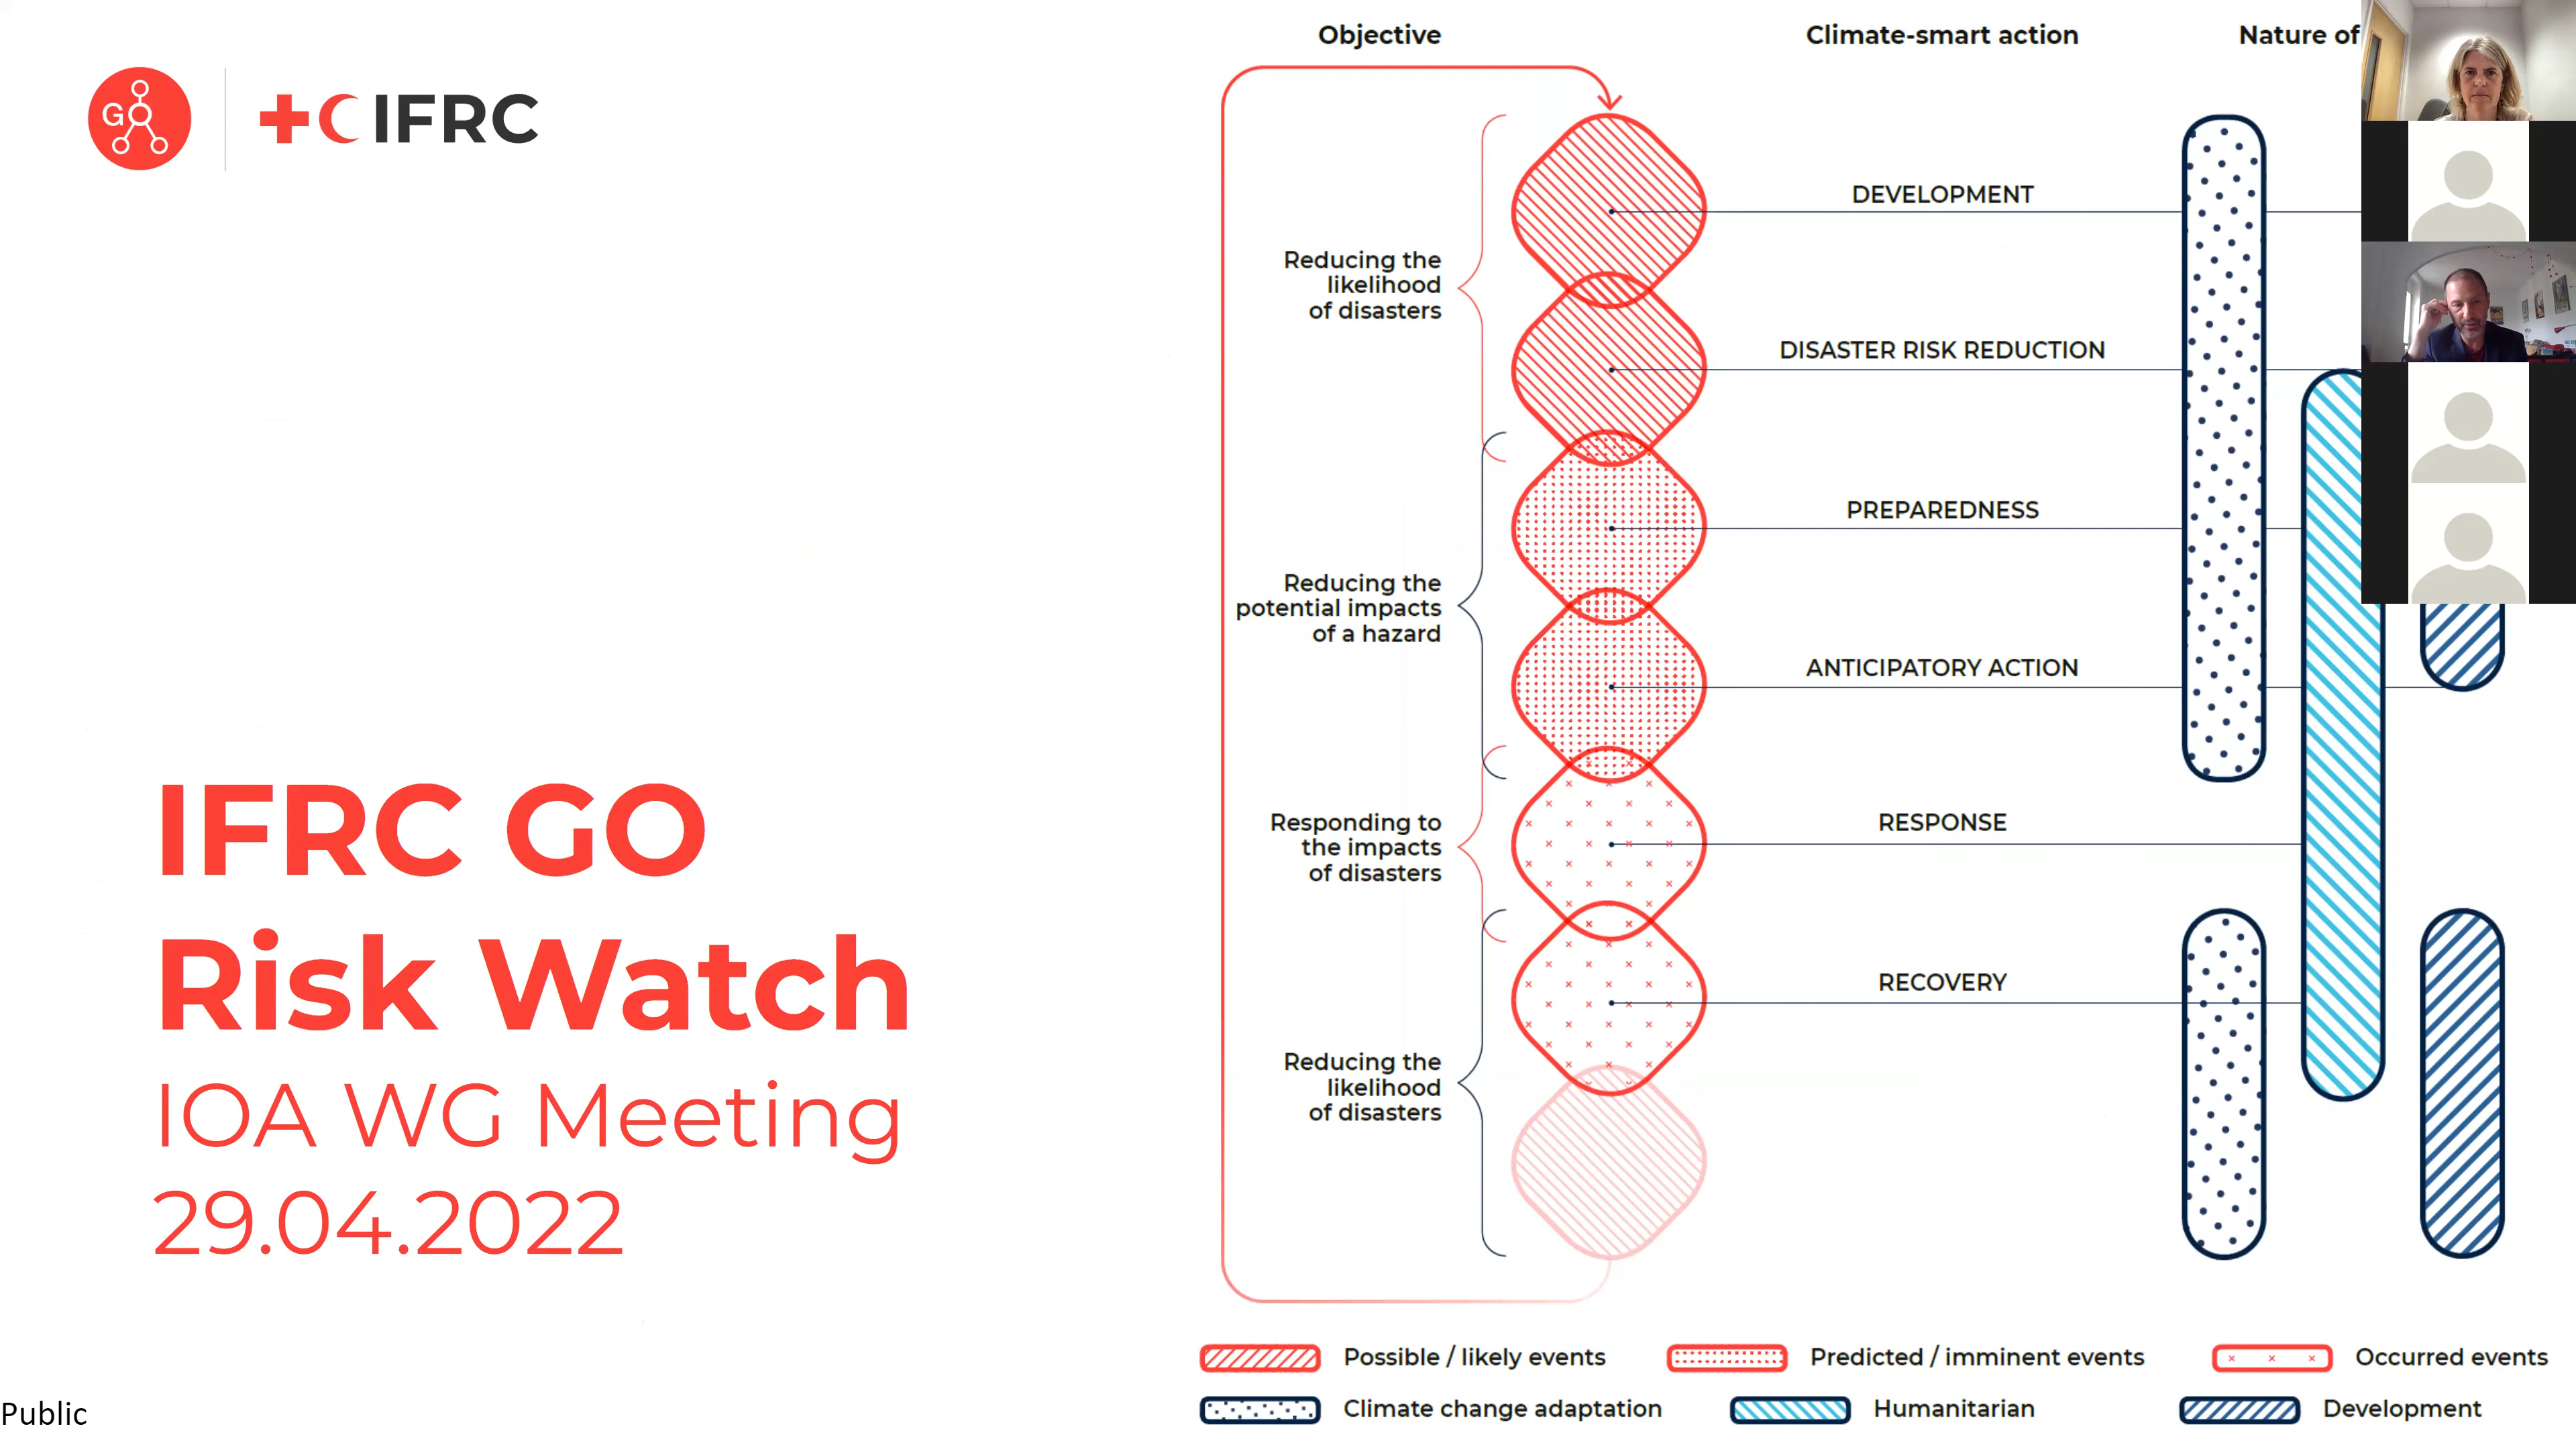 GO
IFRC
IFRC GO
Risk Watch
IOA WG Meeting
29.04.2022
Public
Objective
Climate-smart action
Nature of
Reducing the
likelihood
of disasters
Reducing the
potential impacts
of a hazard
Responding to
the impacts
of disasters
Reducing the
likelihood
of disasters
DEVELOPMENT
DISASTER RISK REDUCTION
PREPAREDNESS
ANTICIPATORY ACTION
RESPONSE
RECOVERY
Possible / likely events
Predicted / imminent events
Occurred events
Climate change adaptation
Humanitarian
Development